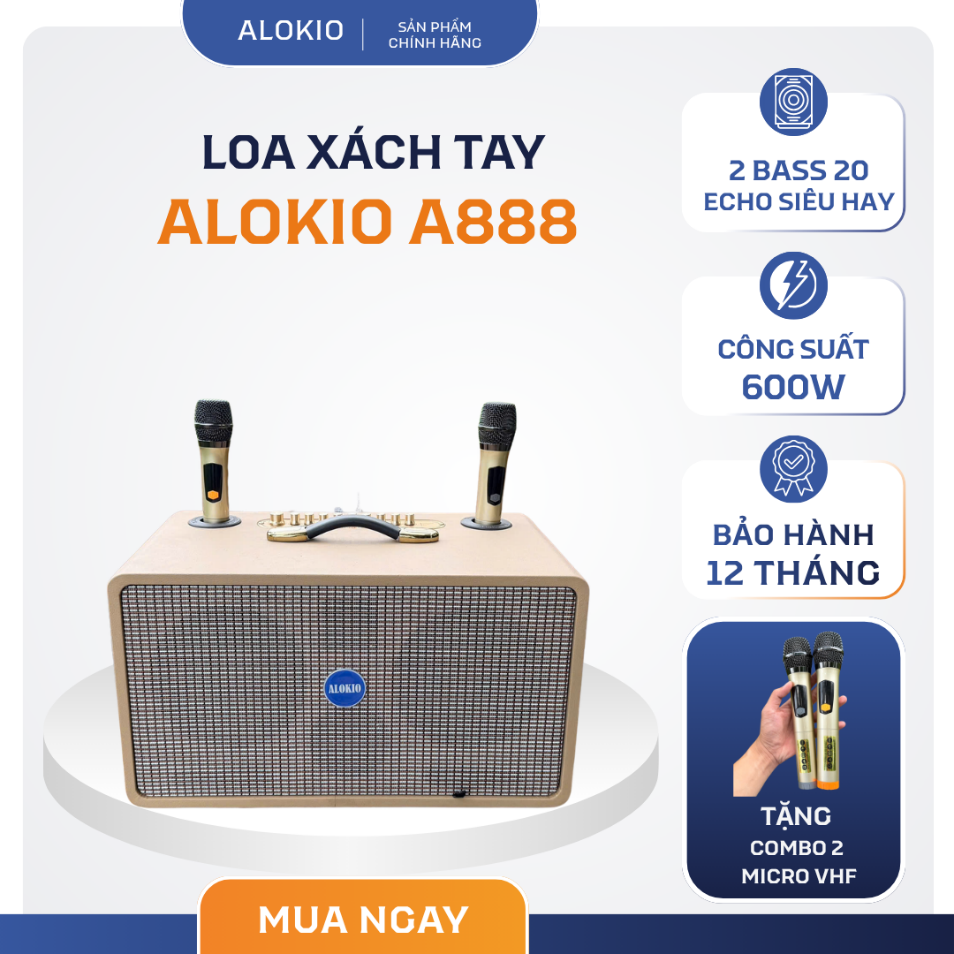 ALOKIO
SẢN PHẨM
CHÍNH HÃNG
LOA XÁCH TAY
ALOKIO A888
2 BASS 20
ECHO SIÊU HAY
CÔNG SUẤT
600W
BẢO HÀNH
12 THÁNG
ALOKIO
TẶNG
COMBO 2
MICRO VHF
MUA NGAY